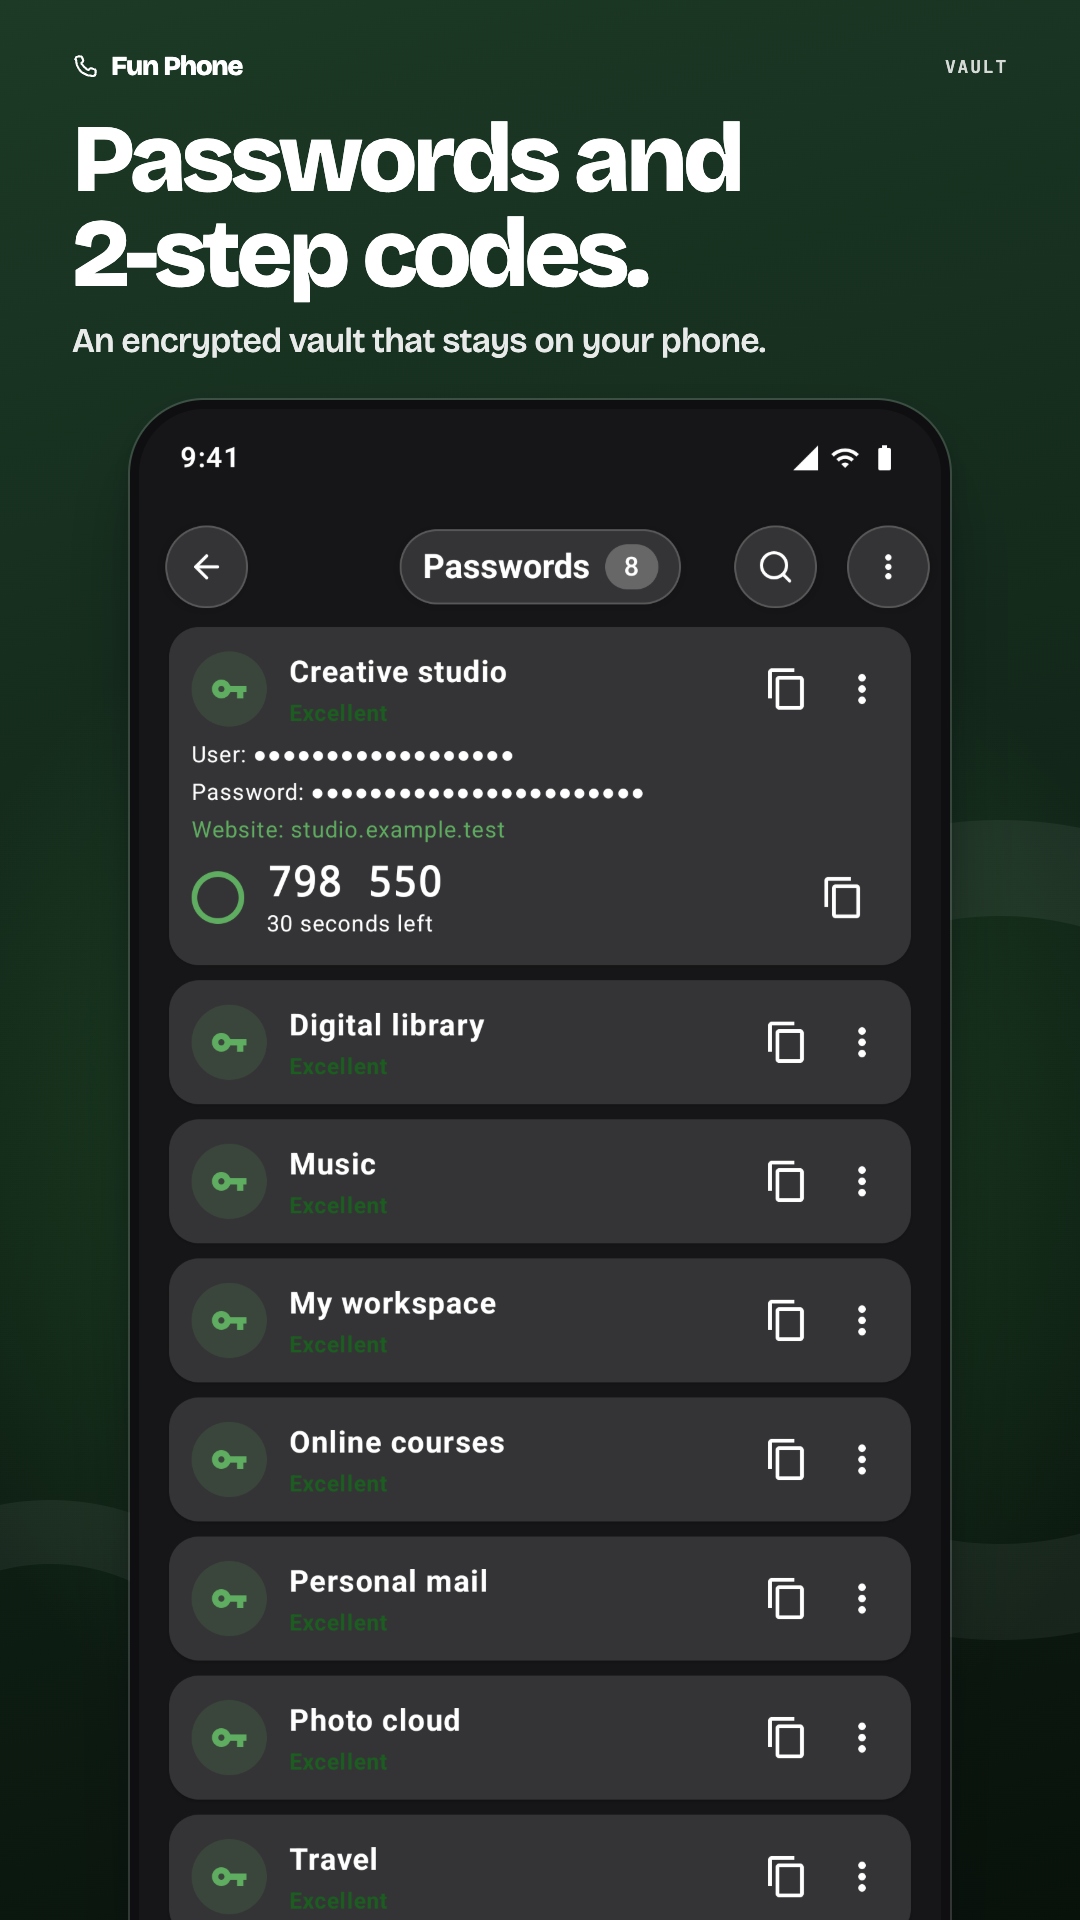 Fun Phone
VAULT
Passwords and
2-step codes.
An encrypted vault that stays on your phone.
9:41
Passwords 8
Creative studio
Excellent
User: ●●●●●●●●●●●●●●●●●●
Password: ●●●●●●●●●●●●●●●●●●●●●●●
Website: studio.example.test
798 550
30 seconds left
Digital library
Excellent
Music
Excellent
My workspace
Excellent
Online courses
Excellent
Personal mail
Excellent
Photo cloud
Excellent
Travel
Excellent